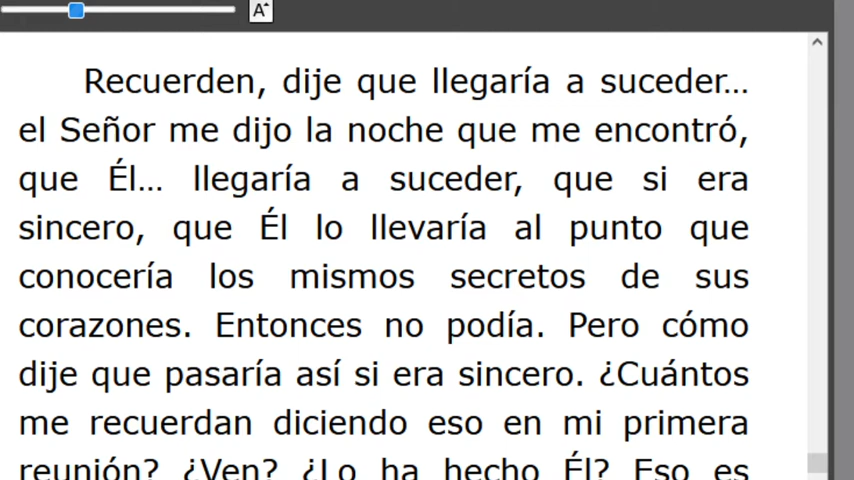 A
Recuerden, dije que llegaría a suceder...
el Señor me dijo la noche que me encontró,
que Él... llegaría a suceder, que si era
sincero, que Él lo llevaría al punto que
conocería los mismos secretos de sus
corazones. Entonces no podía. Pero cómo
dije que pasaría así si era sincero. ¿Cuántos
me recuerdan diciendo eso en mi primera
reunión? ¿Ven? ¿Lo ha hecho Él? Eso es